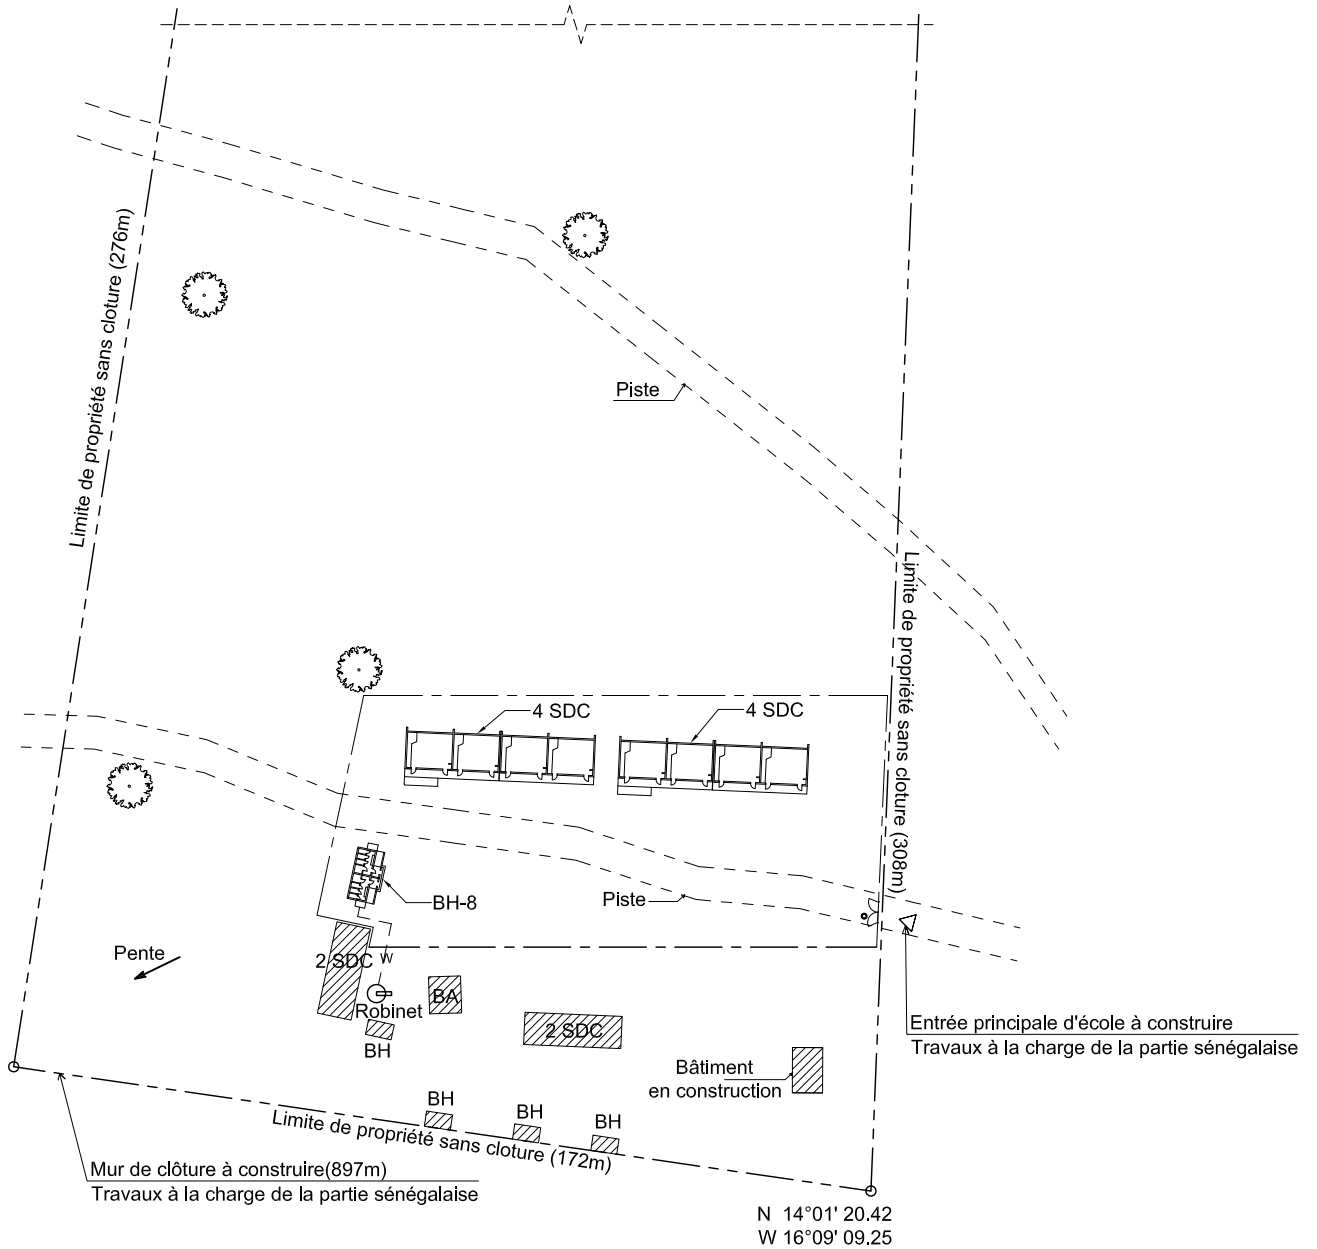 Limite de propriété sans cloture (276m)
Piste
Limite de propriété sans cloture (308m)
4 SDC
4 SDC
BH-8
Piste
Pente
2 SDC
W
BA
Robinet
2 SDC
BH
Entrée principale d'école à construire
Travaux à la charge de la partie sénégalaise
Bâtiment
en construction
BH
BH
BH
Limite de propriété sans cloture (172m)
Mur de clôture à construire(897m)
Travaux à la charge de la partie sénégalaise
N 14°01' 20.42
W 16°09' 09.25